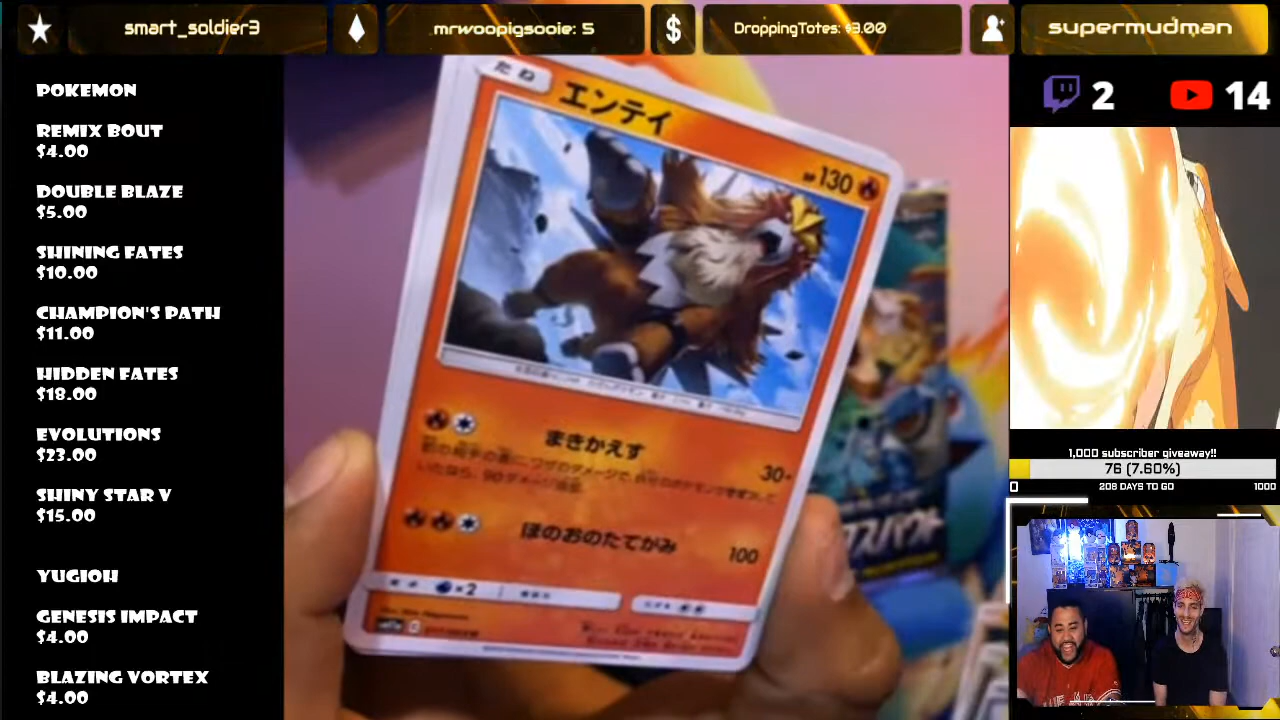 smart_soldier3
mrwoopigsooie: 5
$
DroppingTotes: $3.00
supermudman
POKEMON
REMIX BOUT
$4.00
DOUBLE BLAZE
$5.00
SHINING FATES
$10.00
CHAMPION'S PATH
$11.00
HIDDEN FATES
$18.00
EVOLUTIONS
$23.00
SHINY STAR V
$15.00
YUGIOH
GENESIS IMPACT
$4.00
BLAZING VORTEX
$4.00
たね
エンテイ
130
まきかえす
30+
ほのおのたてがみ
100
×2
2
14
1,000 subscriber giveaway!!
76 (7.60%)
0
208 DAYS TO GO
1000